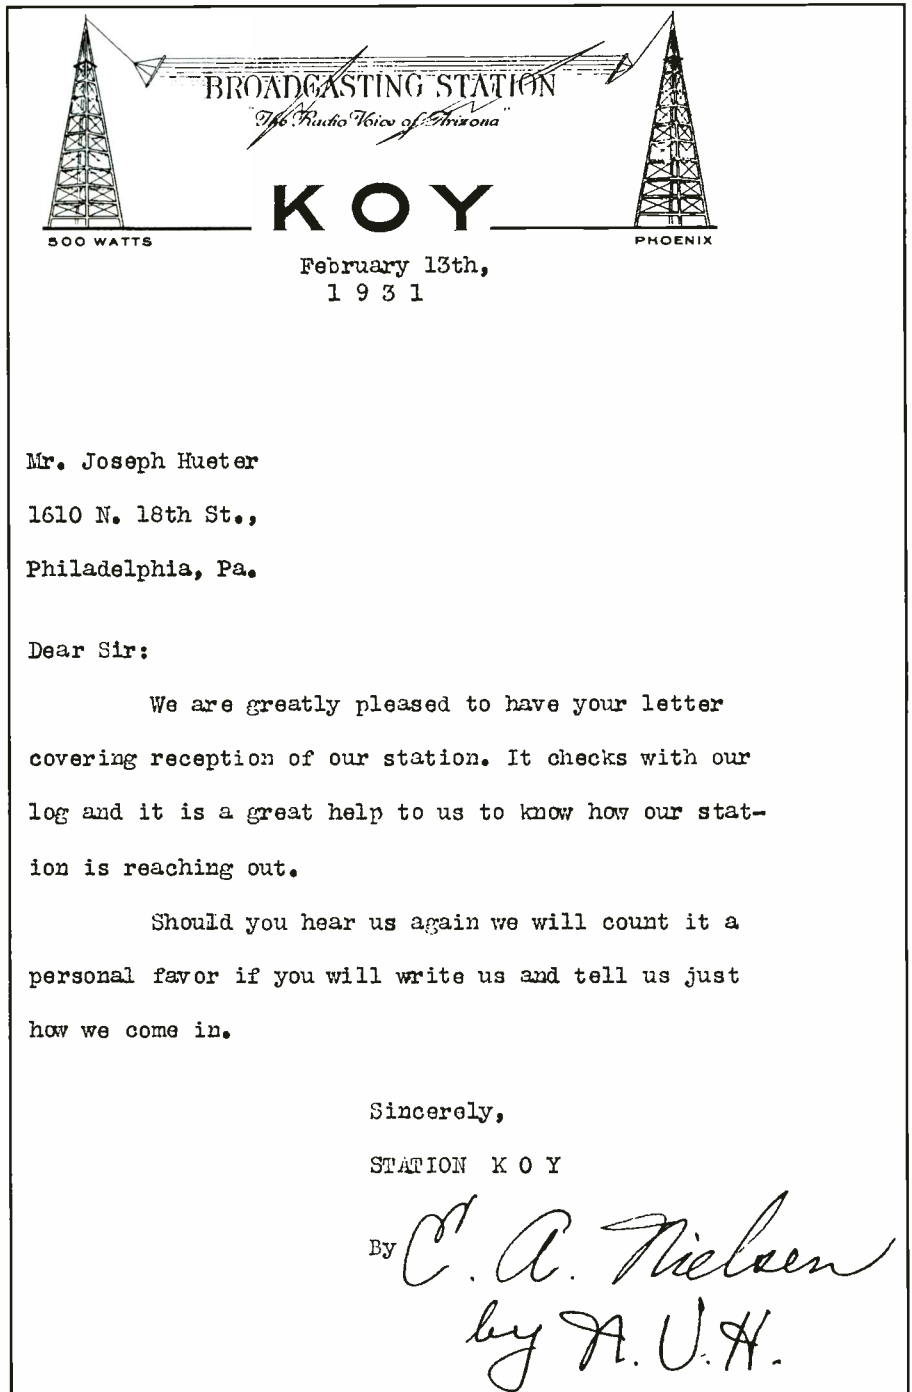 BROADCASTING STATION
"The Radio Voice of Arizona"
KOY
500 WATTS
PHOENIX
February 13th,
1 9 3 1
Mr. Joseph Hueter
1610 N. 18th St.,
Philadelphia, Pa.
Dear Sir:
We are greatly pleased to have your letter
covering reception of our station. It checks with our
log and it is a great help to us to know how our stat-
ion is reaching out.
Should you hear us again we will count it a
personal favor if you will write us and tell us just
how we come in.
Sincerely,
STATION K O Y
By C. A. Nielsen
by N. U. H.